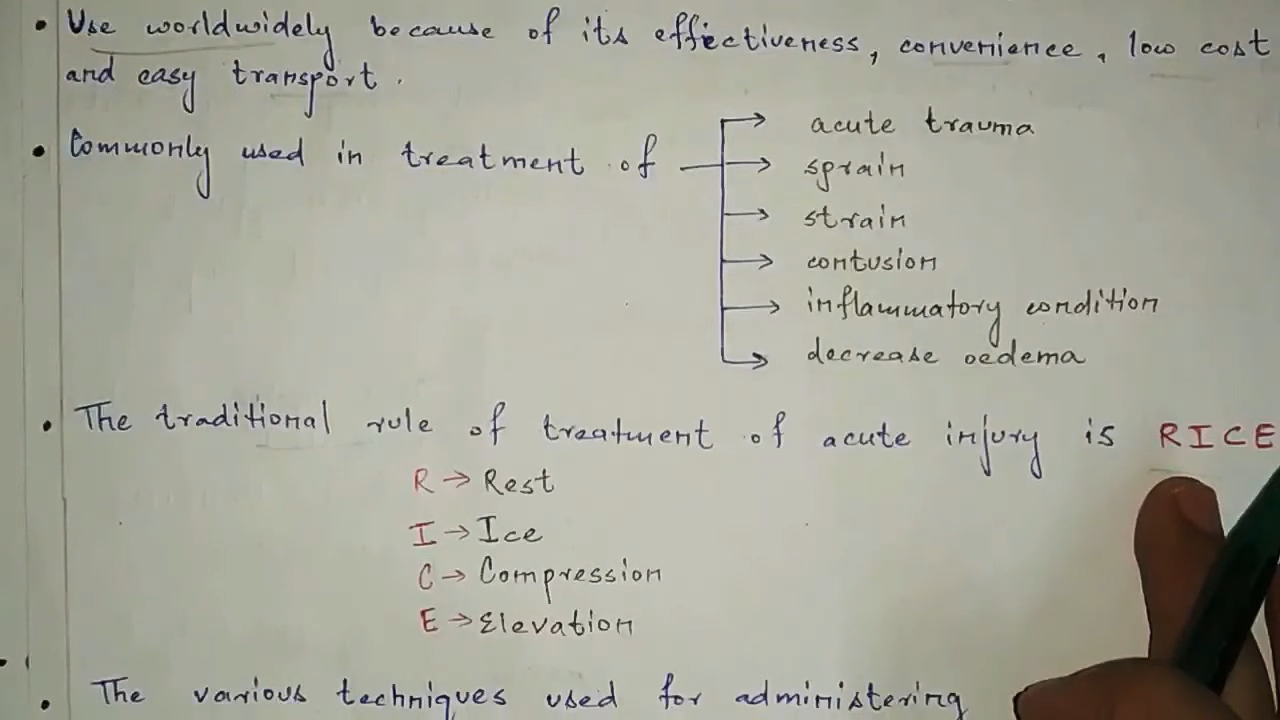 • Use worldwidely because of its effectiveness, convenience, low cost
and easy transport.
• Commonly used in treatment of → acute trauma
→ sprain
→ strain
→ contusion
→ inflammatory condition
→ decrease oedema
• The traditional rule of treatment of acute injury is RICE
R → Rest
I → Ice
C → Compression
E → Elevation
• The various techniques used for administering